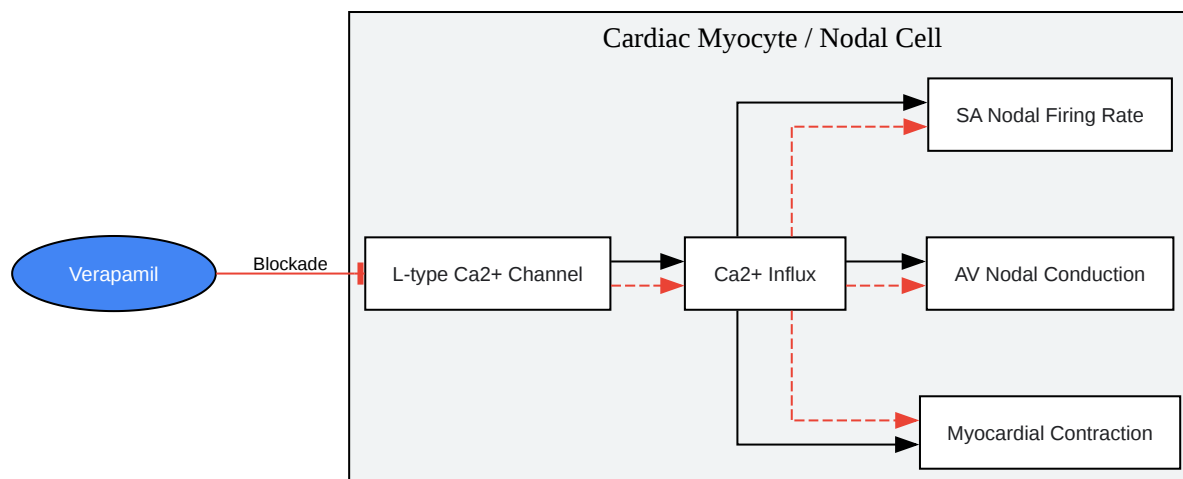 Cardiac Myocyte / Nodal Cell
SA Nodal Firing Rate
Verapamil
Blockade
L-type Ca2+ Channel
Ca2+ Influx
AV Nodal Conduction
Myocardial Contraction